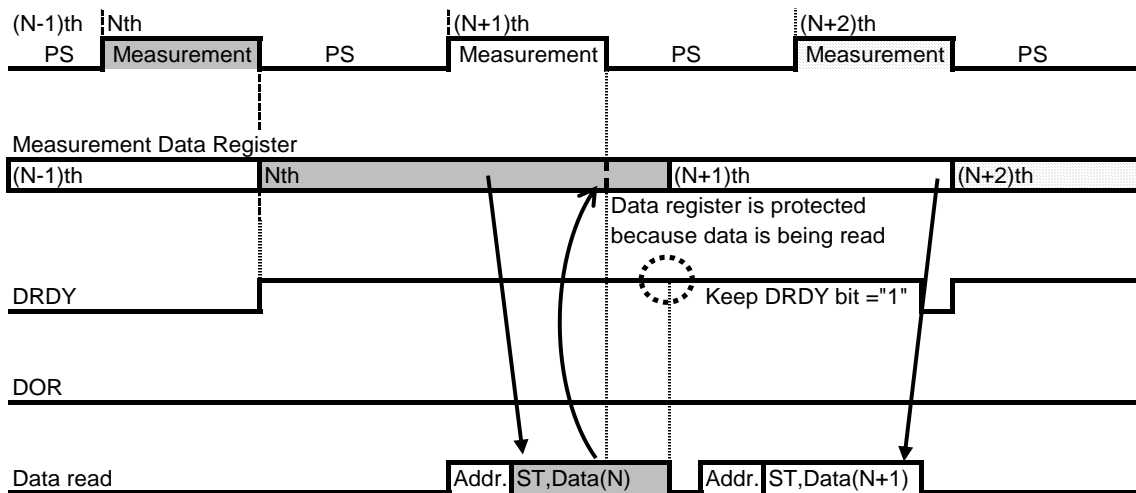 (N-1)th Nth (N+1)th (N+2)th
PS Measurement PS Measurement PS Measurement PS
Measurement Data Register
(N-1)th Nth (N+1)th (N+2)th
Data register is protected
because data is being read
DRDY Keep DRDY bit ="1"
DOR
Data read Addr. ST,Data(N) Addr. ST,Data(N+1)